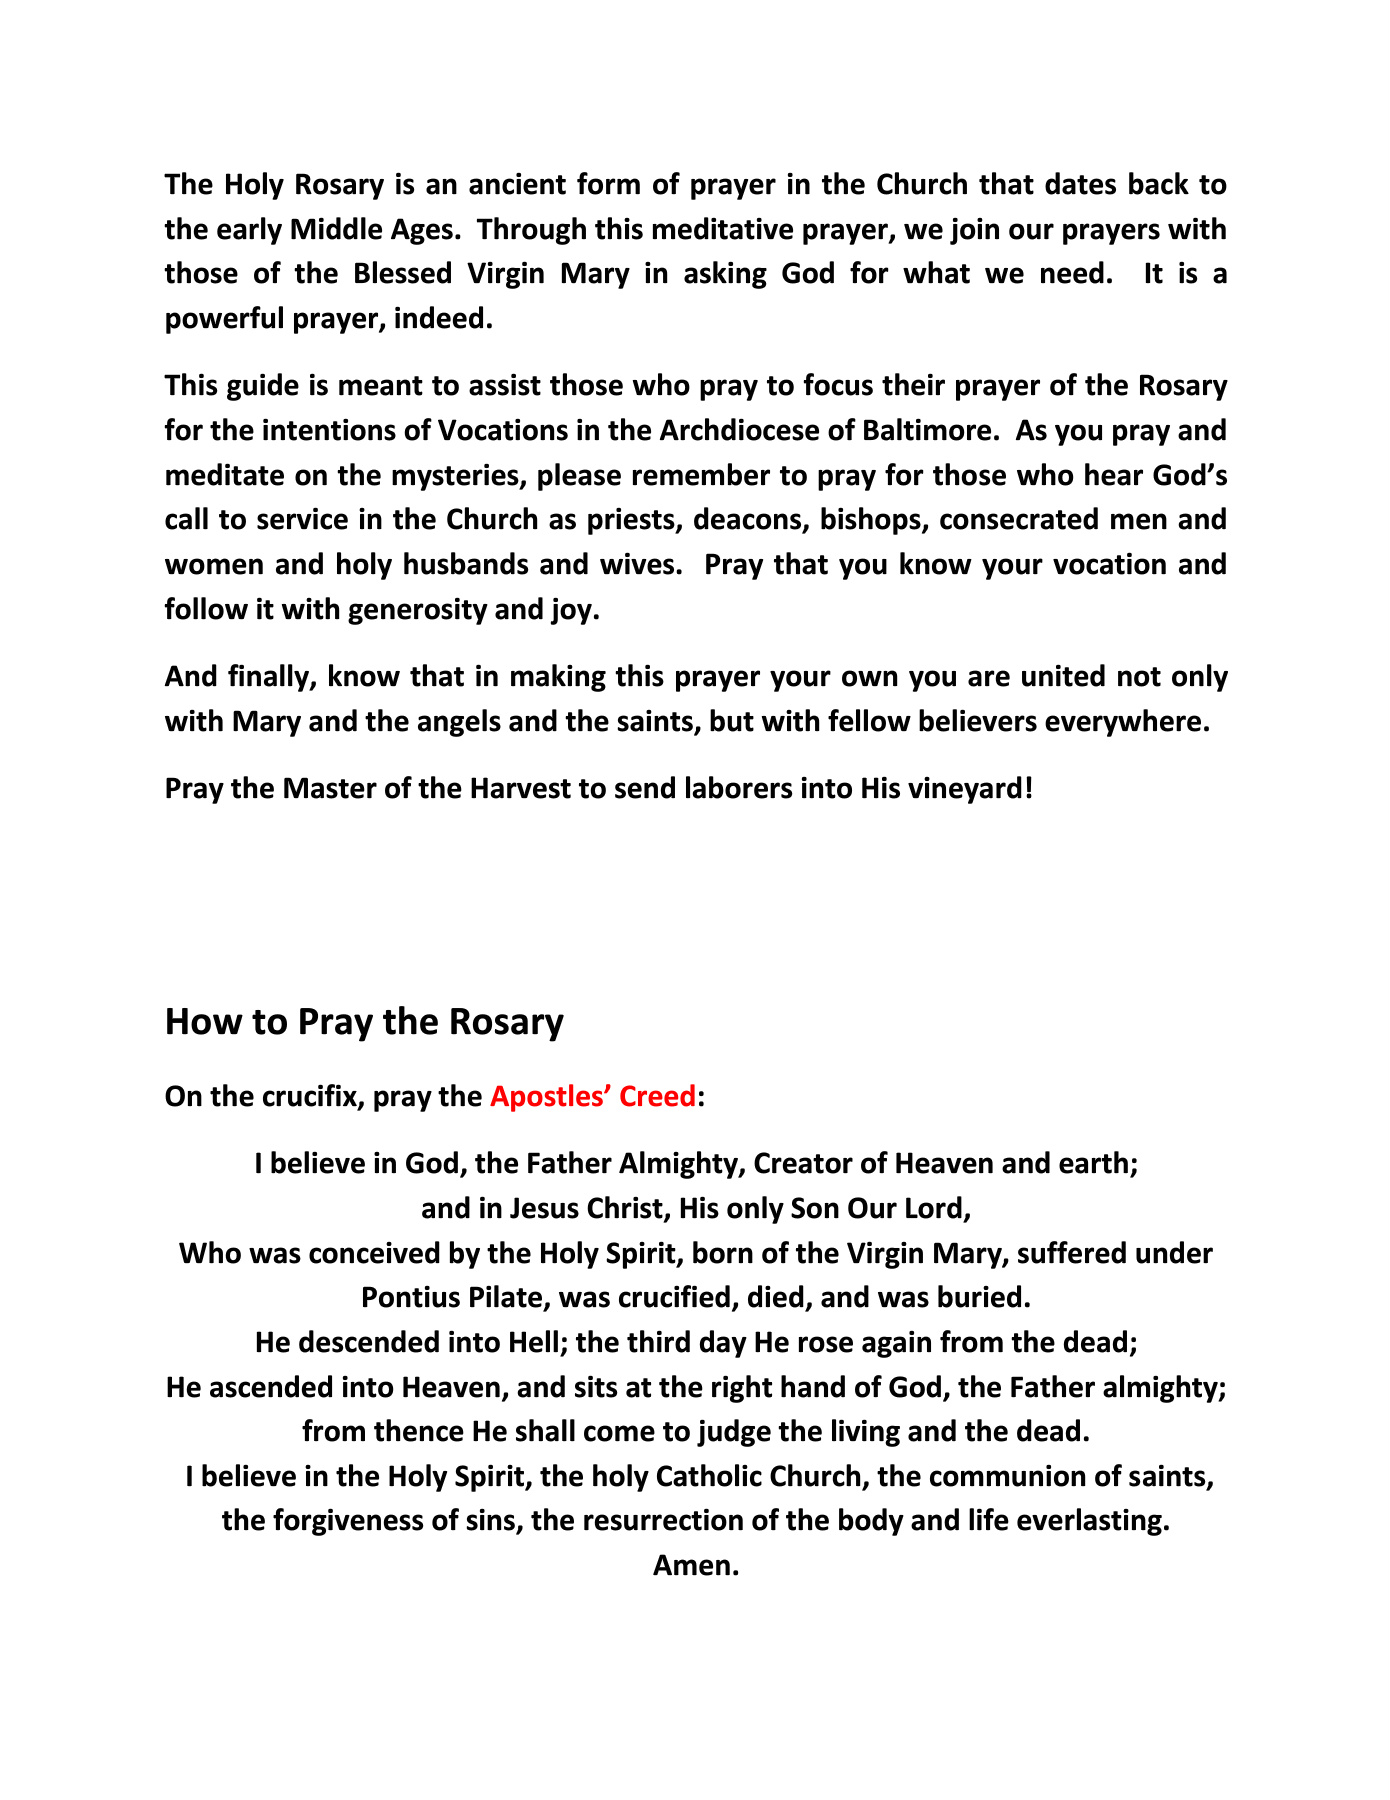 The Holy Rosary is an ancient form of prayer in the Church that dates back to
the early Middle Ages.  Through this meditative prayer, we join our prayers with
those of the Blessed Virgin Mary in asking God for what we need.  It is a
powerful prayer, indeed.
This guide is meant to assist those who pray to focus their prayer of the Rosary
for the intentions of Vocations in the Archdiocese of Baltimore.  As you pray and
meditate on the mysteries, please remember to pray for those who hear God’s
call to service in the Church as priests, deacons, bishops, consecrated men and
women and holy husbands and wives.  Pray that you know your vocation and
follow it with generosity and joy.
And finally, know that in making this prayer your own you are united not only
with Mary and the angels and the saints, but with fellow believers everywhere.
Pray the Master of the Harvest to send laborers into His vineyard!
How to Pray the Rosary
On the crucifix, pray the Apostles’ Creed:
I believe in God, the Father Almighty, Creator of Heaven and earth;
and in Jesus Christ, His only Son Our Lord,
Who was conceived by the Holy Spirit, born of the Virgin Mary, suffered under
Pontius Pilate, was crucified, died, and was buried.
He descended into Hell; the third day He rose again from the dead;
He ascended into Heaven, and sits at the right hand of God, the Father almighty;
from thence He shall come to judge the living and the dead.
I believe in the Holy Spirit, the holy Catholic Church, the communion of saints,
the forgiveness of sins, the resurrection of the body and life everlasting.
Amen.